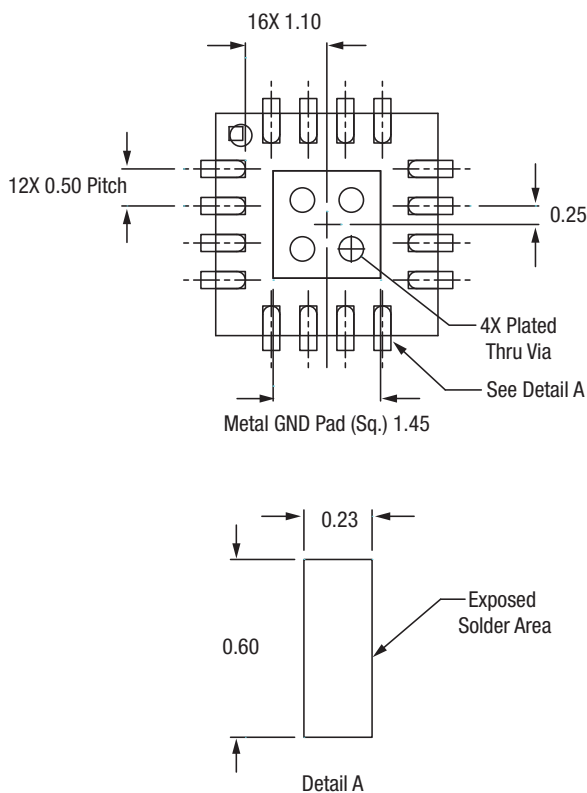 16X 1.10
12X 0.50 Pitch
0.25
4X Plated
Thru Via
See Detail A
Metal GND Pad (Sq.) 1.45
0.23
Exposed
Solder Area
0.60
Detail A